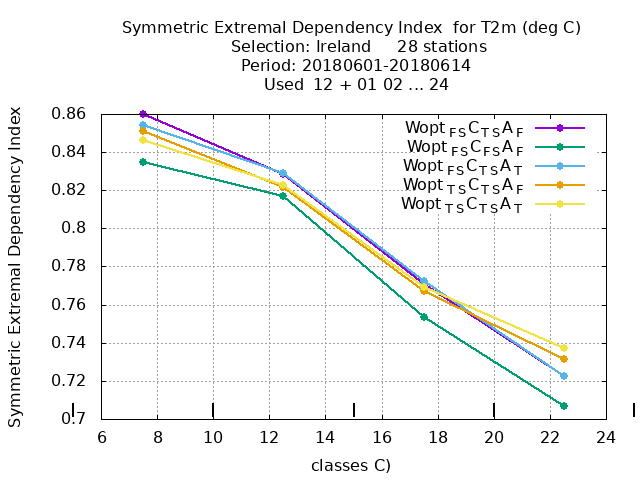 Symmetric Extremal Dependency Index for T2m (deg C)
Selection: Ireland 28 stations
Period: 20180601-20180614
Used 12 + 01 02 ... 24
Symmetric Extremal Dependency Index
0.86
0.84
0.82
0.8
0.78
0.76
0.74
0.72
0.7
Wopt FS C TS A F
Wopt FS C FS A F
Wopt FS C TS A T
Wopt TS C TS A F
Wopt TS C TS A T
6 8 10 12 14 16 18 20 22 24
classes C)